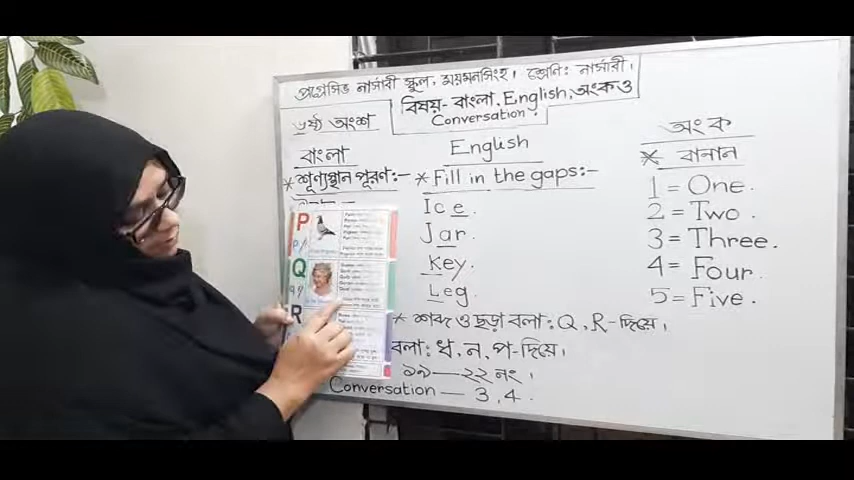 প্রগ্রেসিভ নার্সারী স্কুল, ময়মনসিংহ। শ্রেণি: নার্সারী।
বিষয়- বাংলা, English, অংক ও
Conversation.
৬ষ্ঠ অংশ
বাংলা
* শূণ্যস্থান পূরণ:-
English
* Fill in the gaps:-
Ice.
Jar.
Key.
Leg.
অংক
* বানান
1 = One.
2 = Two.
3 = Three.
4 = Four.
5 = Five.
* শব্দ ও ছড়া বলা: Q, R-দিয়ে।
বলা: ধ, ন, প-দিয়ে।
১৯ — ২২ নং।
Conversation — 3, 4.
P
Q
R